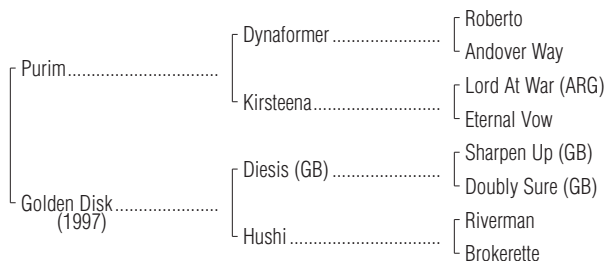 Roberto
Dynaformer
Andover Way
Purim
Lord At War (ARG)
Kirsteena
Eternal Vow
Sharpen Up (GB)
Diesis (GB)
Doubly Sure (GB)
Golden Disk
(1997)
Riverman
Hushi
Brokerette